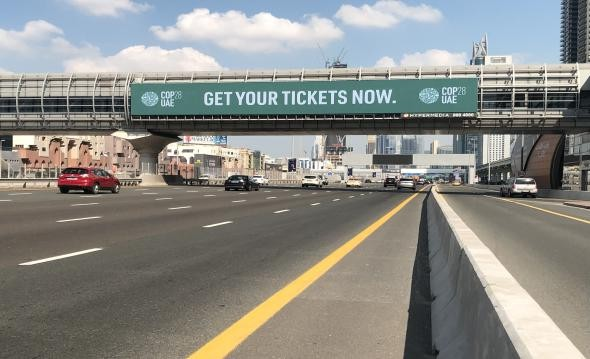 COP28
UAE
GET YOUR TICKETS NOW.
COP28
UAE
HYPERMEDIA